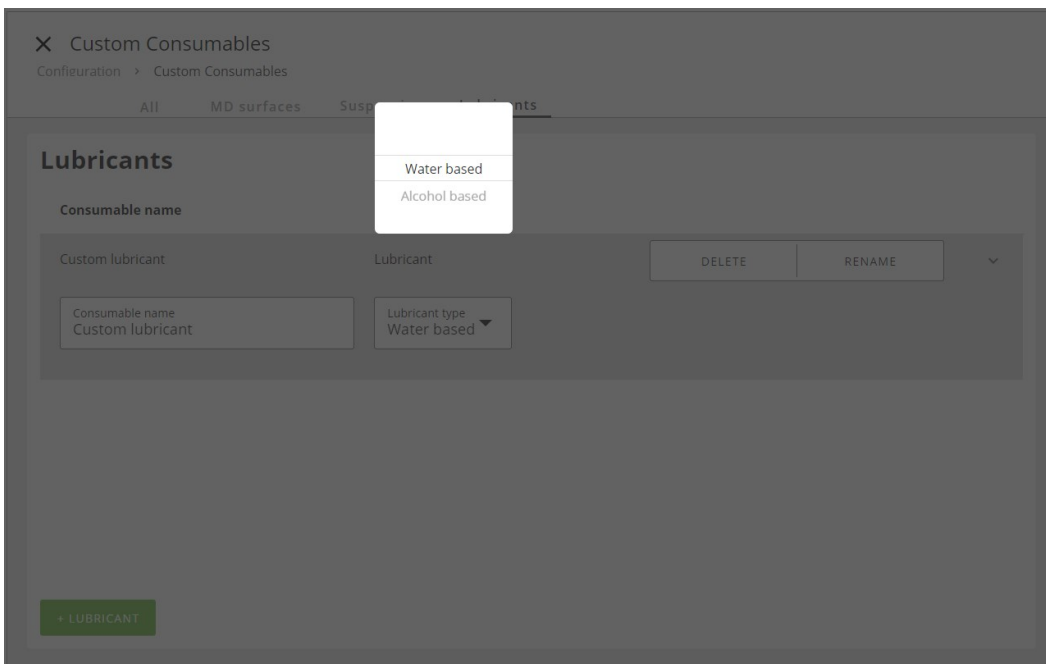 Custom Consumables
Configuration > Custom Consumables
All MD surfaces
Lubricants
Water based
Alcohol based
Consumable name
Custom lubricant Lubricant DELETE RENAME
Consumable name
Custom lubricant
Lubricant type
Water based
+ LUBRICANT